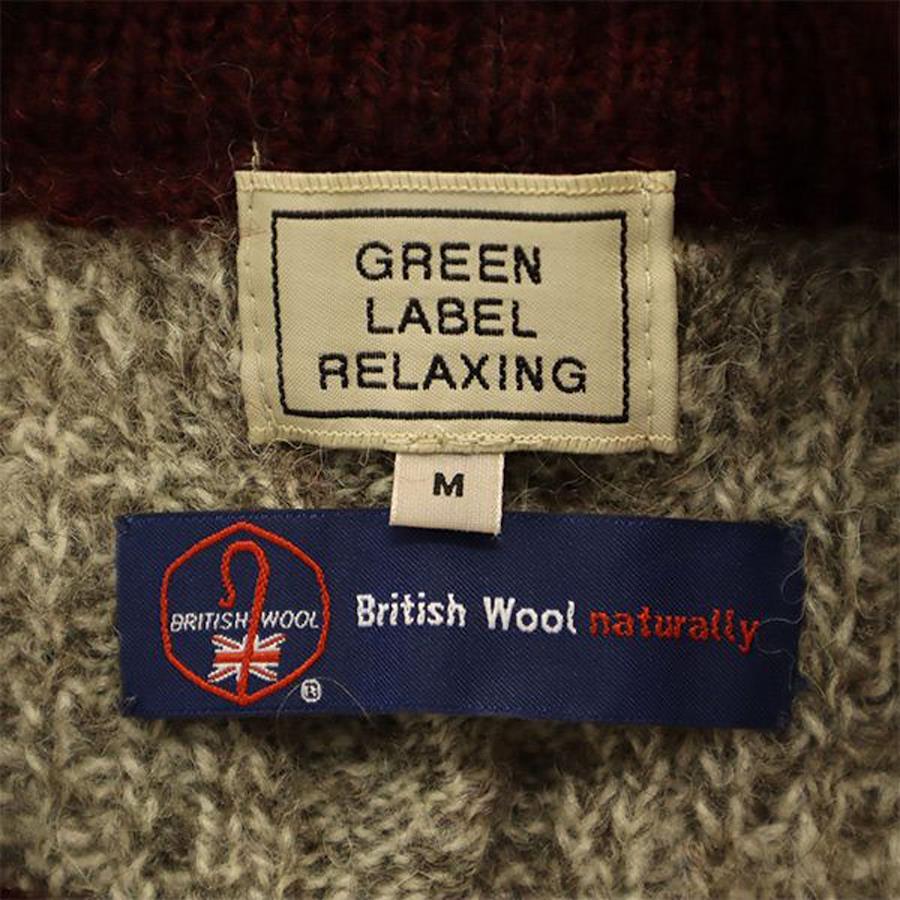 GREEN
LABEL
RELAXING
M
BRITISH WOOL
®
British Wool naturally